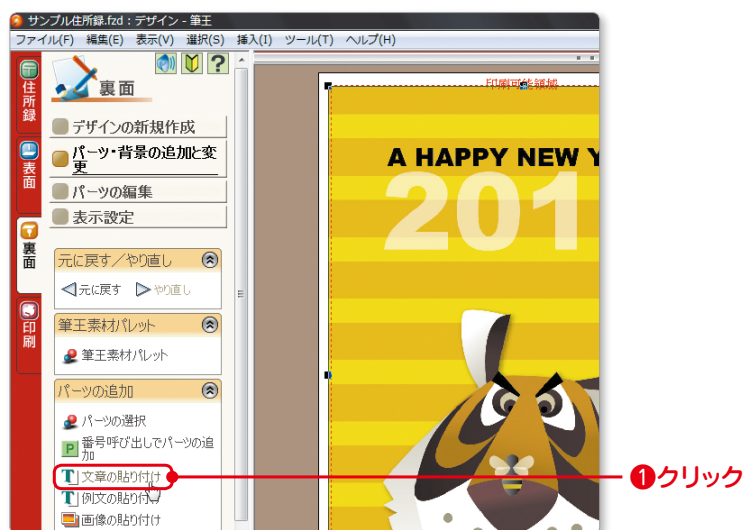 サンプル住所録.fzd：デザイン - 筆王
ファイル(F) 編集(E) 表示(V) 選択(S) 挿入(I) ツール(T) ヘルプ(H)
住所録
表面
裏面
印刷
裏面
デザインの新規作成
パーツ・背景の追加と変
更
パーツの編集
表示設定
元に戻す／やり直し
元に戻す やり直し
筆王素材パレット
筆王素材パレット
パーツの追加
パーツの選択
P 番号呼び出しでパーツの追
加
T 文章の貼り付け
T 例文の貼り付け
画像の貼り付け
印刷可能領域
A HAPPY NEW Y
201
❶クリック